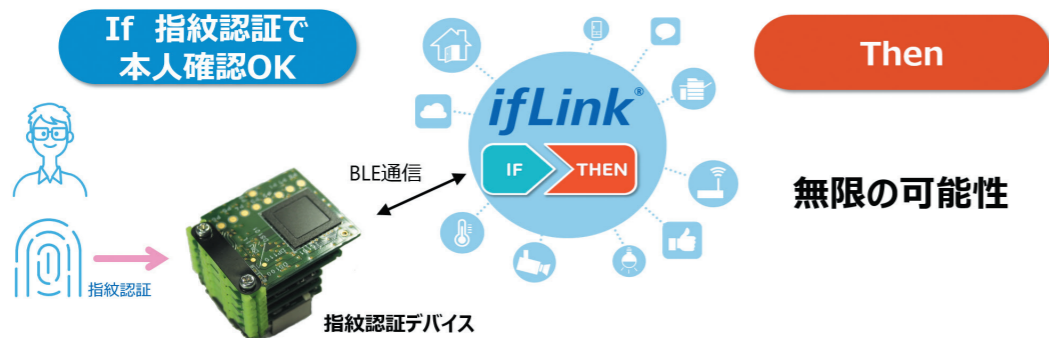 If 指紋認証で
本人確認OK
Then
ifLink®
IF
THEN
BLE通信
無限の可能性
指紋認証
指紋認証デバイス